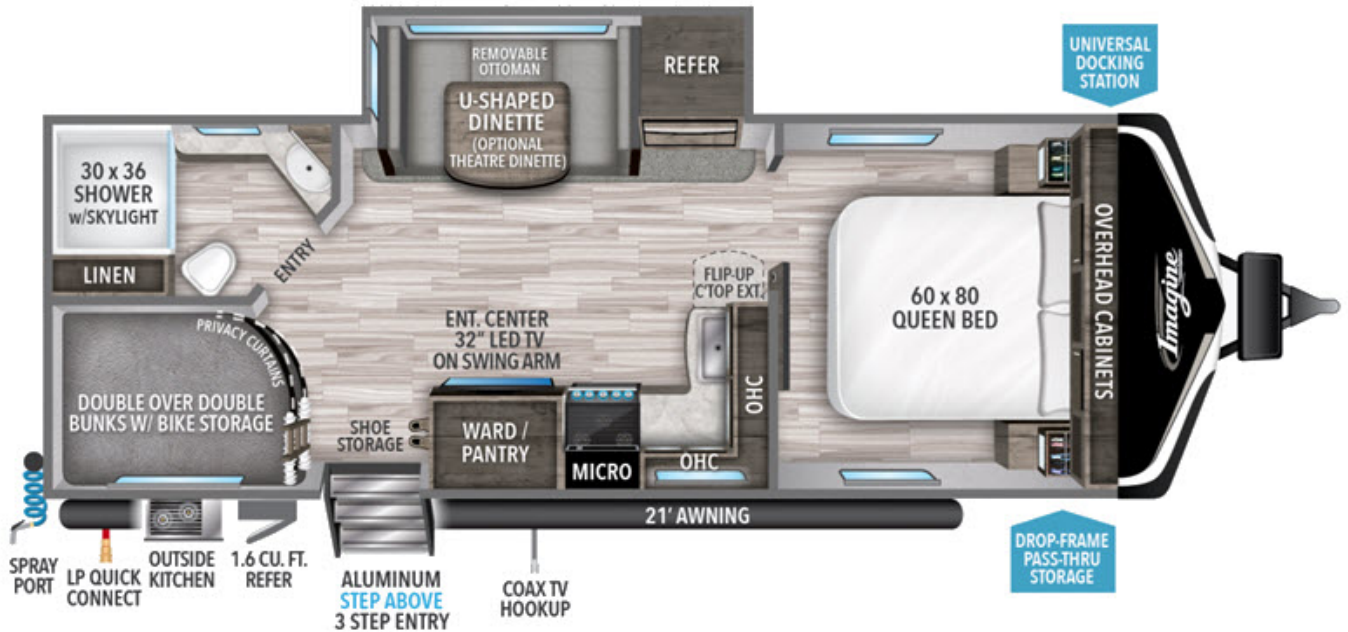 REMOVABLE
OTTOMAN
U-SHAPED
DINETTE
(OPTIONAL
THEATRE DINETTE)
REFER
UNIVERSAL
DOCKING
STATION
30 x 36
SHOWER
w/SKYLIGHT
LINEN
ENTRY
PRIVACY CURTAINS
DOUBLE OVER DOUBLE
BUNKS W/ BIKE STORAGE
ENT. CENTER
32" LED TV
ON SWING ARM
SHOE
STORAGE
WARD /
PANTRY
MICRO
FLIP-UP
C'TOP EXT.
OHC
OHC
60 x 80
QUEEN BED
OVERHEAD CABINETS
Imagine
21' AWNING
SPRAY
PORT
LP QUICK
CONNECT
OUTSIDE
KITCHEN
1.6 CU. FT.
REFER
ALUMINUM
STEP ABOVE
3 STEP ENTRY
COAX TV
HOOKUP
DROP-FRAME
PASS-THRU
STORAGE